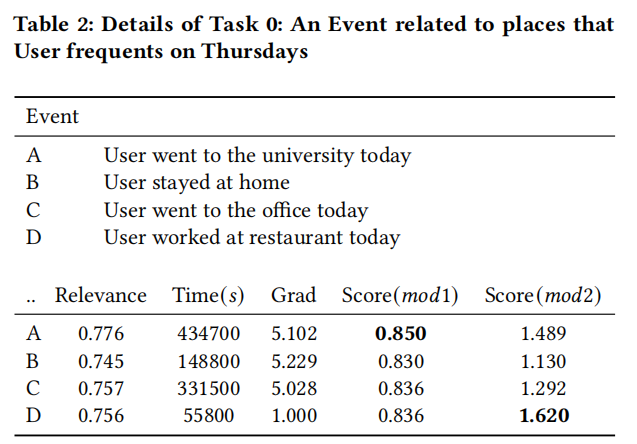 Table 2: Details of Task 0: An Event related to places that
User frequents on Thursdays
Event
A User went to the university today
B User stayed at home
C User went to the office today
D User worked at restaurant today
.. Relevance Time(s) Grad Score(mod1) Score(mod2)
A 0.776 434700 5.102 0.850 1.489
B 0.745 148800 5.229 0.830 1.130
C 0.757 331500 5.028 0.836 1.292
D 0.756 55800 1.000 0.836 1.620